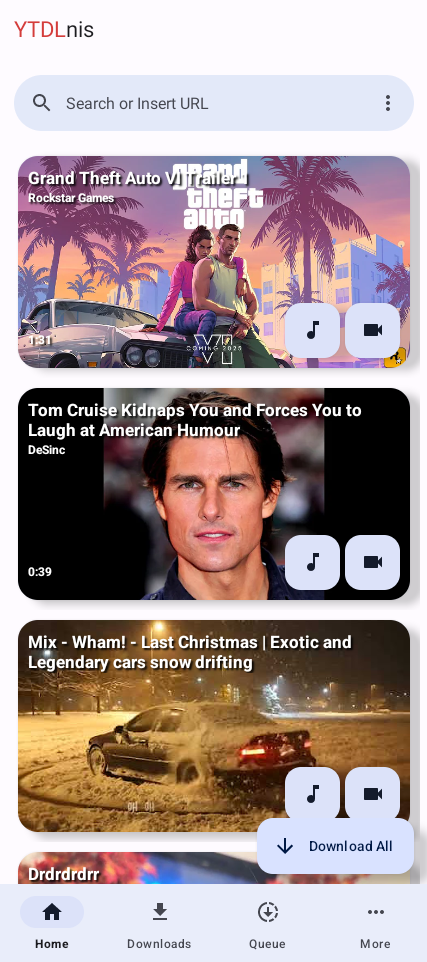 YTDLnis
Search or Insert URL
Grand Theft Auto VI Trailer 1
Rockstar Games
grand
theft
auto
VI
COMING 2025
1:31
Tom Cruise Kidnaps You and Forces You to
Laugh at American Humour
DeSinc
0:39
Mix - Wham! - Last Christmas | Exotic and
Legendary cars snow drifting
Download All
Drdrdrdrr
Home
Downloads
Queue
More